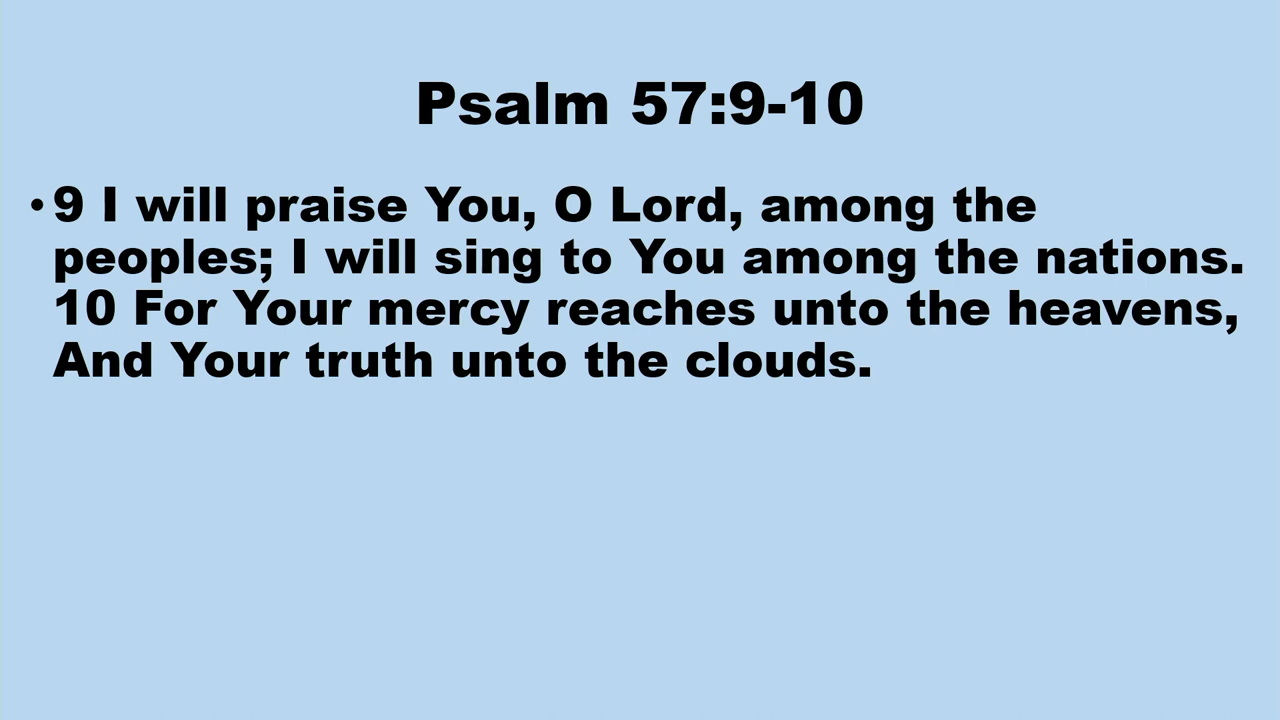 Psalm 57:9-10
• 9 I will praise You, O Lord, among the
peoples; I will sing to You among the nations.
10 For Your mercy reaches unto the heavens,
And Your truth unto the clouds.